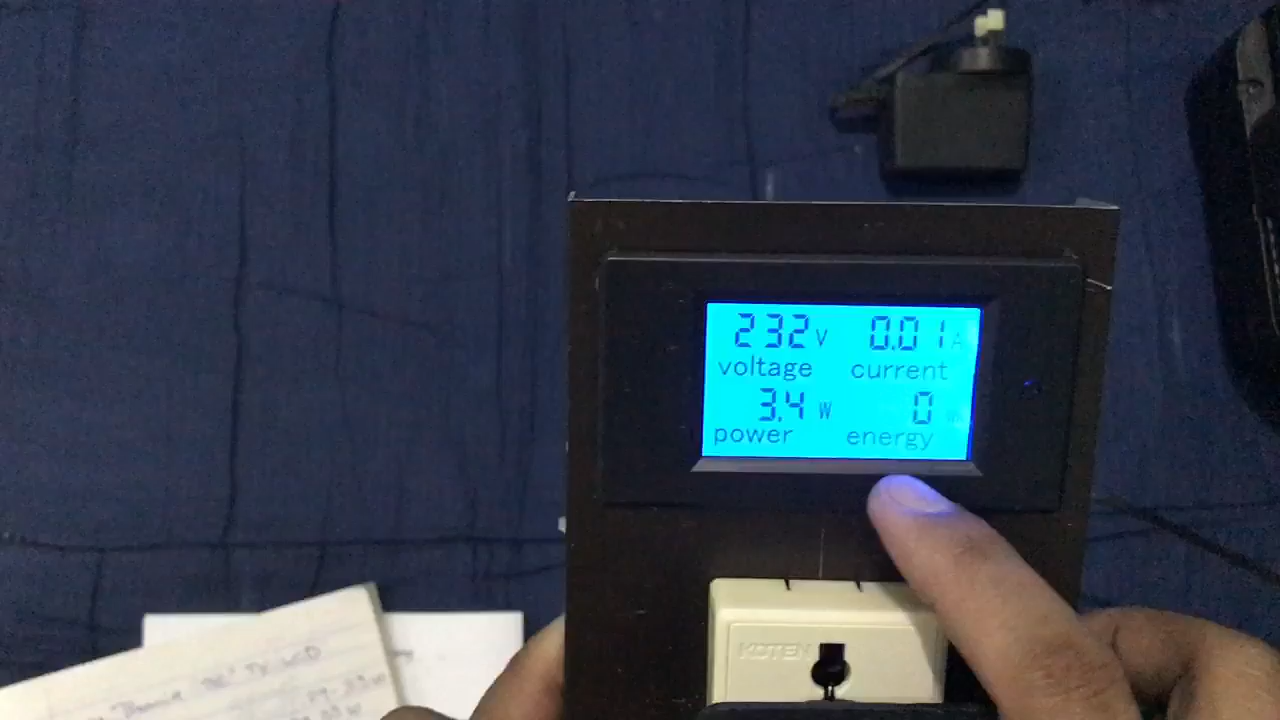 232 V 0.01 A
voltage current
3.4 W 0
power energy
KOTEN